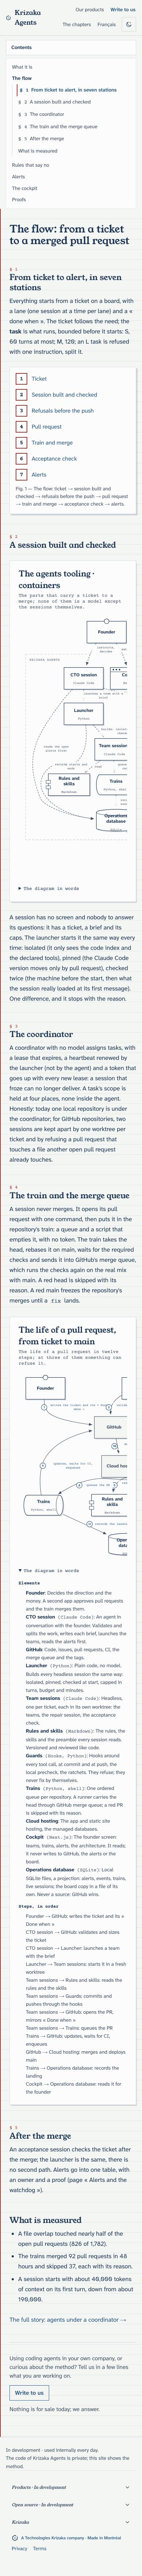 Krizaka
Agents
Our products
Write to us
The chapters
Français
Contents
What it is
The flow
§ 1 From ticket to alert, in seven stations
§ 2 A session built and checked
§ 3 The coordinator
§ 4 The train and the merge queue
§ 5 After the merge
What is measured
Rules that say no
Alerts
The cockpit
Proofs
The flow: from a ticket
to a merged pull request
§ 1
From ticket to alert, in seven
stations
Everything starts from a ticket on a board, with
a lane (one session at a time per lane) and a «
done when ». The ticket follows the need; the
task is what runs, bounded before it starts: S,
60 turns at most; M, 120; an L task is refused
with one instruction, split it.
1 Ticket
2 Session built and checked
3 Refusals before the push
4 Pull request
5 Train and merge
6 Acceptance check
7 Alerts
Fig. 1 — The flow: ticket → session built and
checked → refusals before the push → pull request
→ train and merge → acceptance check → alerts.
§ 2
A session built and checked
The agents tooling ·
containers
The parts that carry a ticket to a
merge; none of them is a model except
the sessions themselves.
Founder
CTO session
Claude Code
Launcher
Python
Team session
Claude Code
Rules and
skills
Markdown
Trains
Python, shell
Operations
database
SQLite
▶ The diagram in words
A session has no screen and nobody to answer
its questions: it has a ticket, a brief and its
caps. The launcher starts it the same way every
time: isolated (it only sees the code index and
the declared tools), pinned (the Claude Code
version moves only by pull request), checked
twice (the machine before the start, then what
the session really loaded at its first message).
One difference, and it stops with the reason.
§ 3
The coordinator
A coordinator with no model assigns tasks, with
a lease that expires, a heartbeat renewed by
the launcher (not by the agent) and a token that
goes up with every new lease: a session that
froze can no longer deliver. A task's scope is
held at four places, none inside the agent.
Honestly: today one local repository is under
the coordinator; for GitHub repositories, two
sessions are kept apart by one worktree per
ticket and by refusing a pull request that
touches a file another open pull request
already touches.
§ 4
The train and the merge queue
A session never merges. It opens its pull
request with one command, then puts it in the
repository's train: a queue and a script that
empties it, with no token. The train takes the
head, rebases it on main, waits for the required
checks and sends it into GitHub's merge queue,
which runs the checks again on the real mix
with main. A red head is skipped with its
reason. A red main freezes the repository's
merges until a fix lands.
The life of a pull request,
from ticket to main
The life of a pull request in twelve
steps; at three of them something can
refuse it.
Founder
GitHub
Cloud hos
Trains
Python, shell
Rules and
skills
Markdown
▼ The diagram in words
Elements
Founder: Decides the direction and the
money. A second app approves pull requests
and the train merges them.
CTO session (Claude Code): An agent in
conversation with the founder. Validates and
splits the work, writes each brief, launches the
teams, reads the alerts first.
GitHub: Code, issues, pull requests, CI, the
merge queue and the tags.
Launcher (Python): Plain code, no model.
Builds every headless session the same way:
isolated, pinned, checked at start, capped in
turns, budget and minutes.
Team sessions (Claude Code): Headless,
one per ticket, each in its own worktree: the
teams, the repair session, the acceptance
check.
Rules and skills (Markdown): The rules, the
skills and the preamble every session reads.
Versioned and reviewed like code.
Guards (Hooks, Python): Hooks around
every tool call, at commit and at push, the
local precheck, the ratchets. They refuse; they
never fix by themselves.
Trains (Python, shell): One ordered
queue per repository. A runner carries the
head through GitHub merge queue; a red PR
is skipped with its reason.
Cloud hosting: The app and static site
hosting, the managed databases.
Cockpit (Next.js): The founder screen:
teams, trains, alerts, the architecture. It reads;
it never writes to GitHub, the alerts or the
board.
Operations database (SQLite): Local
SQLite files, a projection: alerts, events, trains,
live sessions; the board copy in a file of its
own. Never a source: GitHub wins.
Steps, in order
Founder → GitHub: writes the ticket and its «
Done when »
CTO session → GitHub: validates and sizes
the ticket
CTO session → Launcher: launches a team
with the brief
Launcher → Team sessions: starts it in a fresh
worktree
Team sessions → Rules and skills: reads the
rules and the skills
Team sessions → Guards: commits and
pushes through the hooks
Team sessions → GitHub: opens the PR,
mirrors « Done when »
Team sessions → Trains: queues the PR
Trains → GitHub: updates, waits for CI,
enqueues
GitHub → Cloud hosting: merges and deploys
main
Trains → Operations database: records the
landing
Cockpit → Operations database: reads it for
the founder
§ 5
After the merge
An acceptance session checks the ticket after
the merge; the launcher is the same, there is
no second path. Alerts go into one table, with
an owner and a proof (page « Alerts and the
watchdog »).
What is measured
• A file overlap touched nearly half of the
open pull requests (826 of 1,782).
• The trains merged 92 pull requests in 48
hours and skipped 37, each with its reason.
• A session starts with about 40,000 tokens
of context on its first turn, down from about
190,000.
The full story: agents under a coordinator →
Using coding agents in your own company, or
curious about the method? Tell us in a few lines
what you are working on.
Write to us
Nothing is for sale today; we answer.
In development · used internally every day.
The code of Krizaka Agents is private; this site shows the
method.
Products · In development
Open source · In development
Krizaka
A Technologies Krizaka company · Made in Montréal
Privacy
Terms